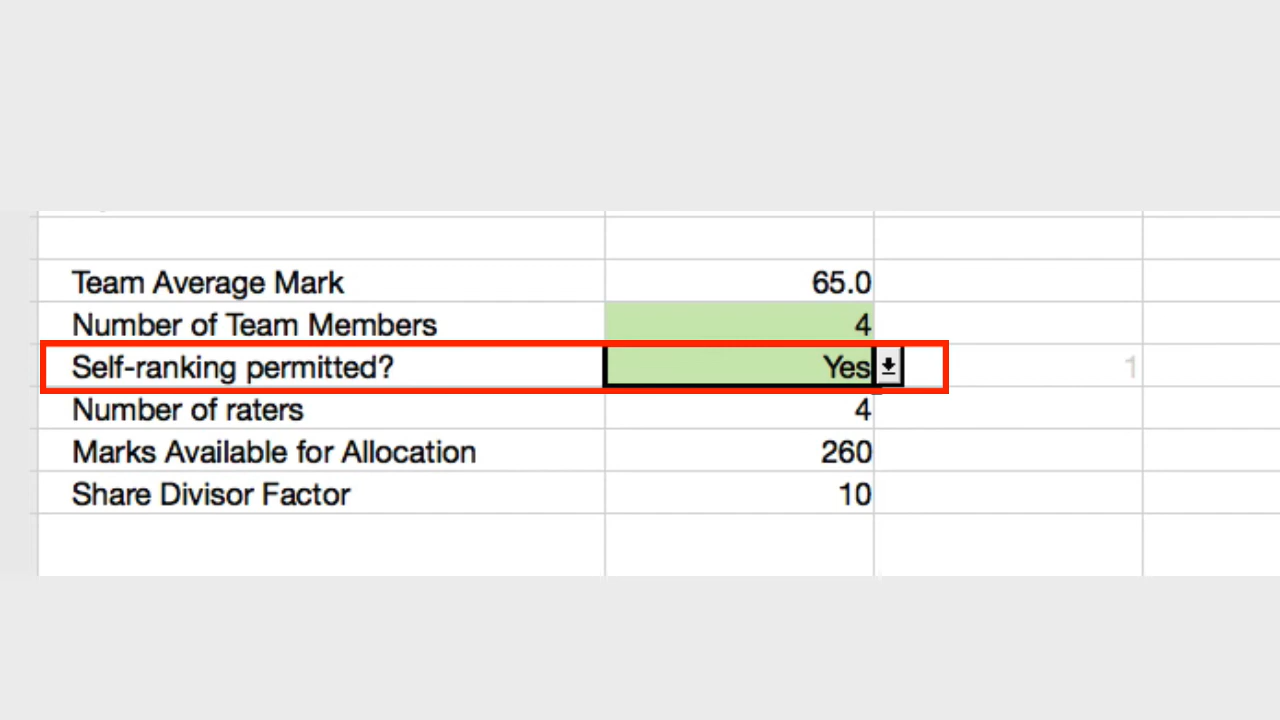 Team Average Mark 65.0
Number of Team Members 4
Self-ranking permitted? Yes 1
Number of raters 4
Marks Available for Allocation 260
Share Divisor Factor 10